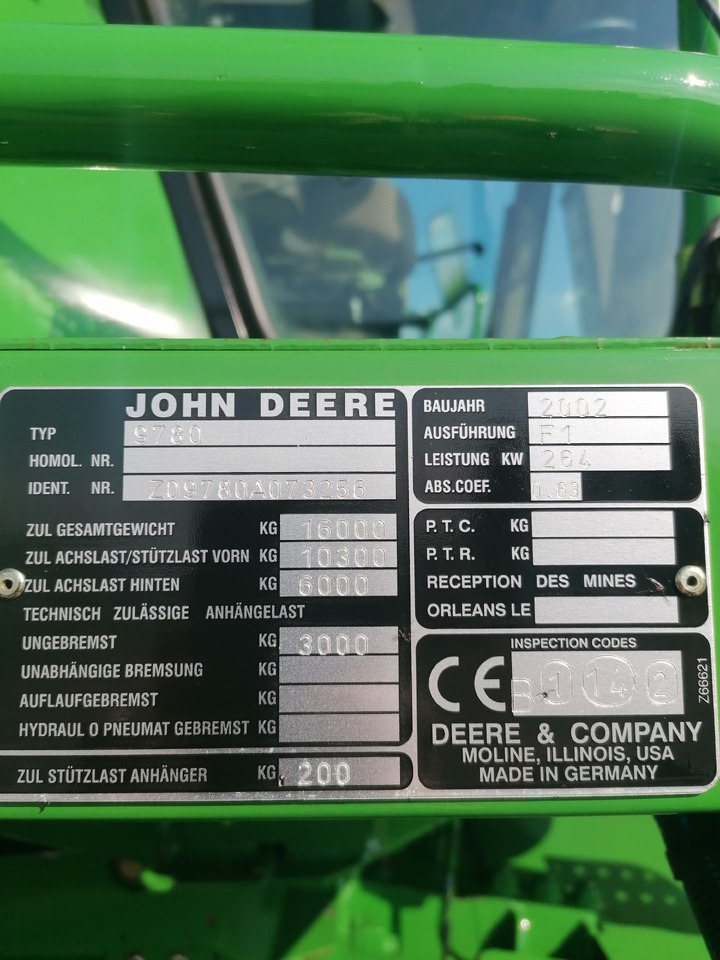 JOHN DEERE
TYP 9780
HOMOL. NR.
IDENT. NR. Z09780A073256
ZUL GESAMTGEWICHT KG 16000
ZUL ACHSLAST/STÜTZLAST VORN KG 10300
ZUL ACHSLAST HINTEN KG 6000
TECHNISCH ZULÄSSIGE ANHÄNGELAST
UNGEBREMST KG 3000
UNABHÄNGIGE BREMSUNG KG
AUFLAUFGEBREMST KG
HYDRAUL O PNEUMAT GEBREMST KG
ZUL STÜTZLAST ANHÄNGER KG 200
BAUJAHR 2002
AUSFÜHRUNG F1
LEISTUNG KW 264
ABS.COEF. 1.63
P.T.C. KG
P.T.R. KG
RECEPTION DES MINES
ORLEANS LE
INSPECTION CODES
CE B 1 14 2
DEERE & COMPANY
MOLINE, ILLINOIS, USA
MADE IN GERMANY
Z66621